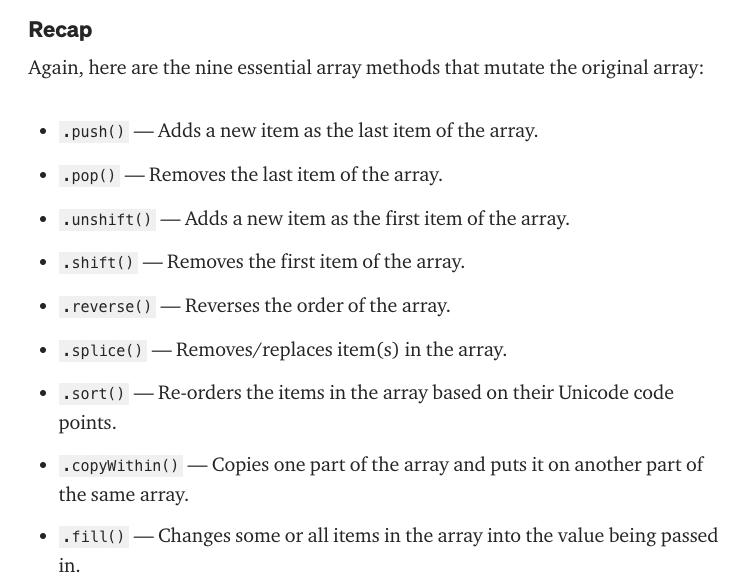 Recap
Again, here are the nine essential array methods that mutate the original array:
• .push() — Adds a new item as the last item of the array.
• .pop() — Removes the last item of the array.
• .unshift() — Adds a new item as the first item of the array.
• .shift() — Removes the first item of the array.
• .reverse() — Reverses the order of the array.
• .splice() — Removes/replaces item(s) in the array.
• .sort() — Re-orders the items in the array based on their Unicode code
points.
• .copyWithin() — Copies one part of the array and puts it on another part of
the same array.
• .fill() — Changes some or all items in the array into the value being passed
in.